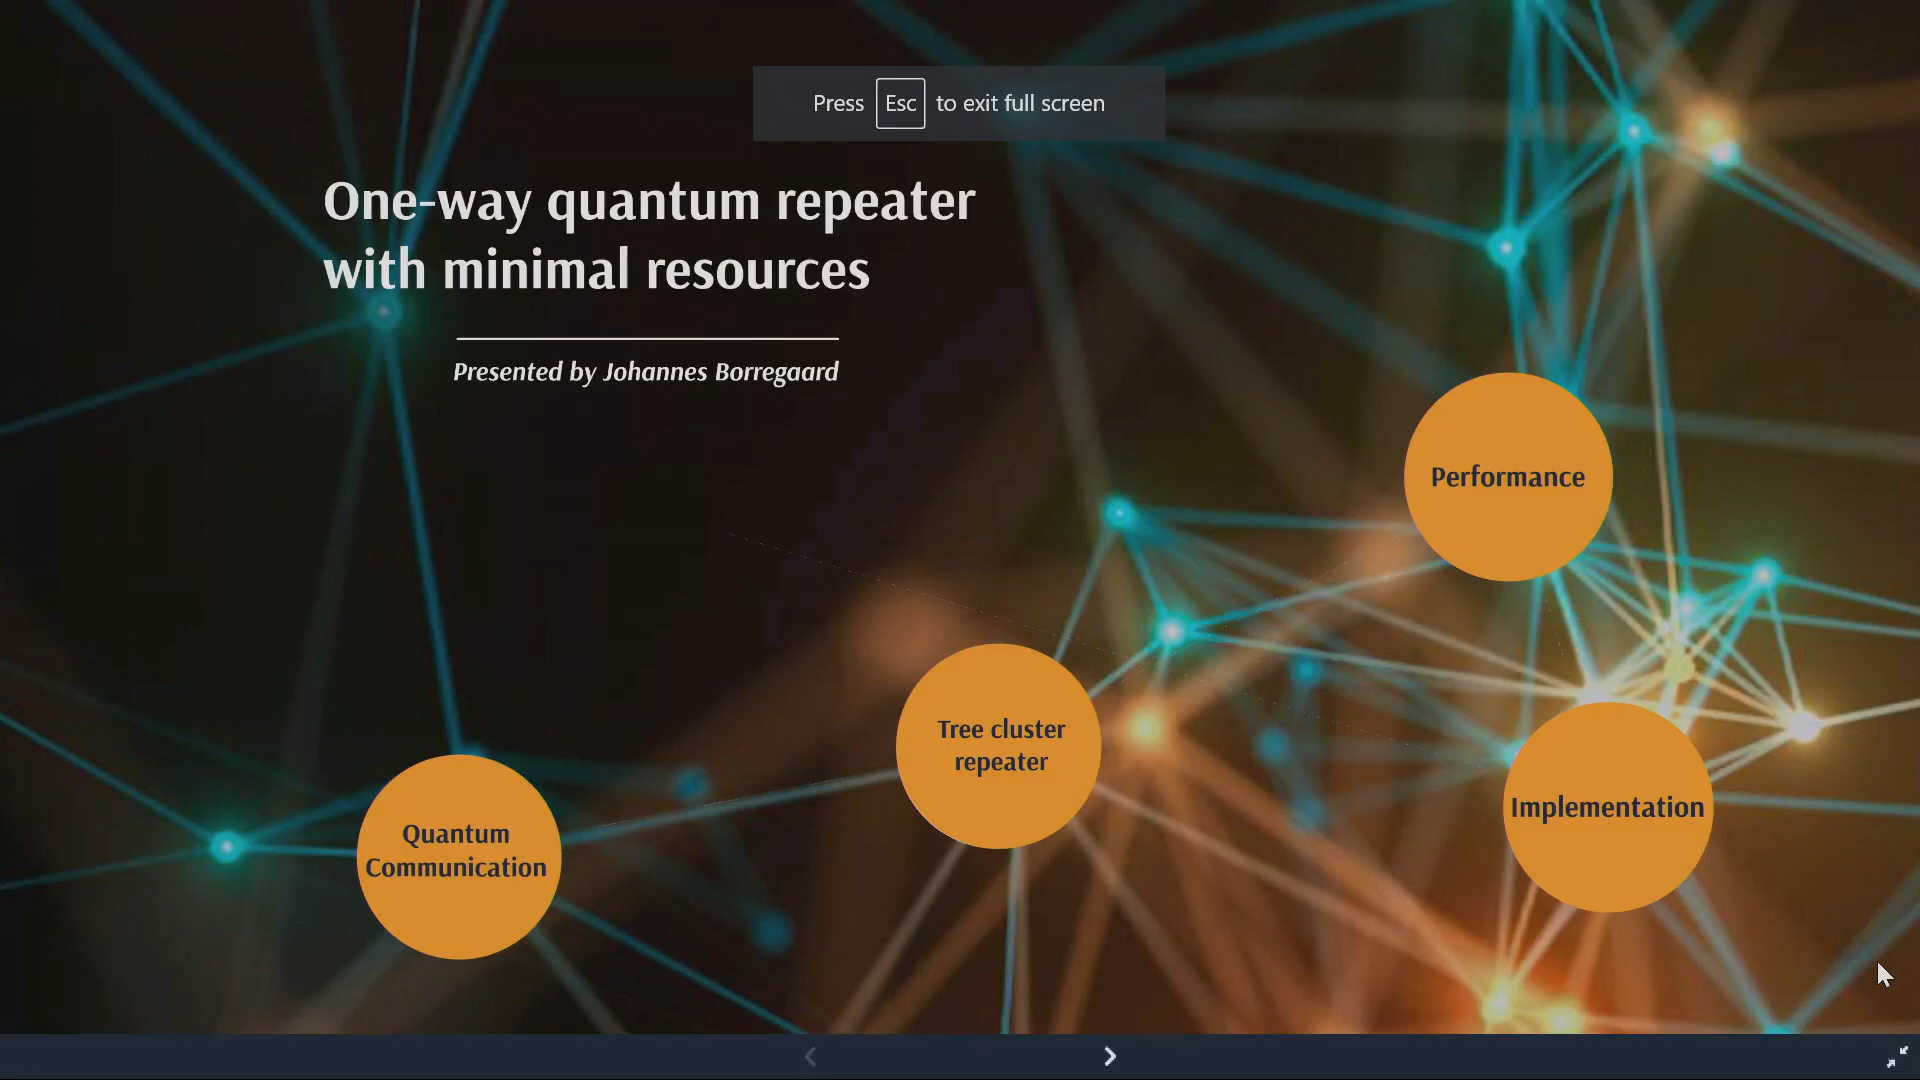 Press Esc to exit full screen
One-way quantum repeater
with minimal resources
Presented by Johannes Borregaard
Performance
Tree cluster
repeater
Implementation
Quantum
Communication